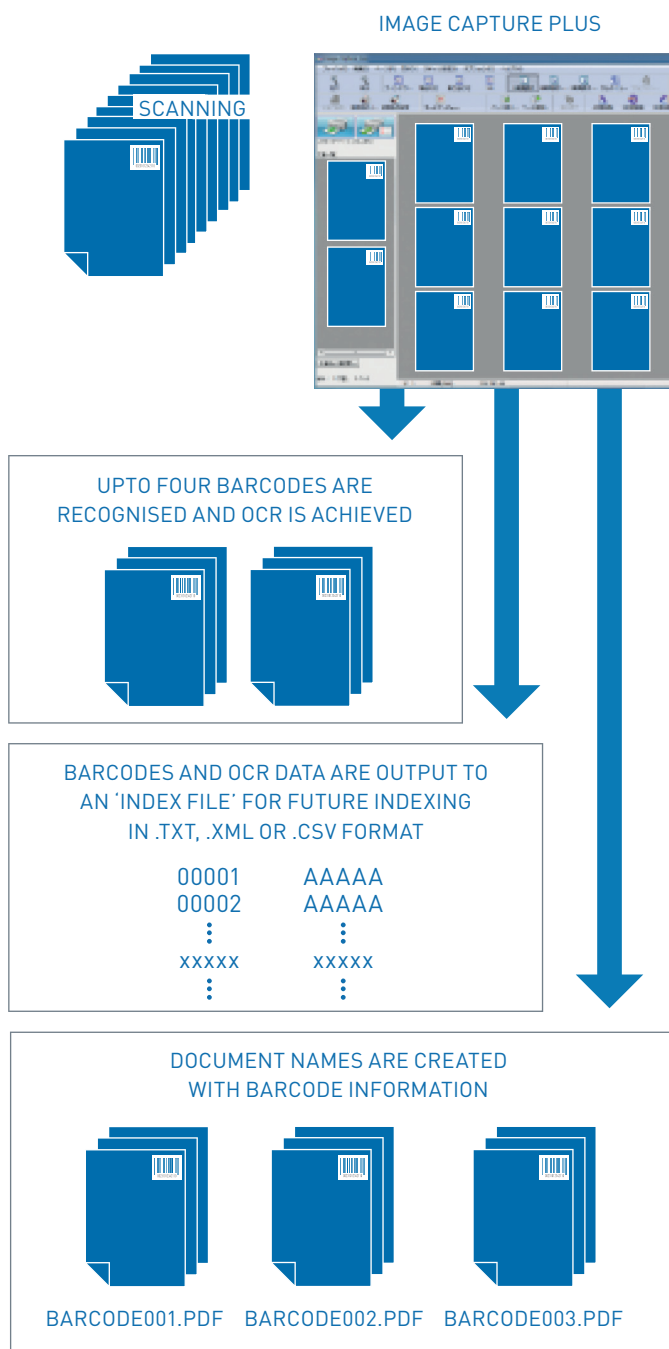 IMAGE CAPTURE PLUS
SCANNING
UPTO FOUR BARCODES ARE
RECOGNISED AND OCR IS ACHIEVED
BARCODES AND OCR DATA ARE OUTPUT TO
AN ‘INDEX FILE’ FOR FUTURE INDEXING
IN .TXT, .XML OR .CSV FORMAT
00001 AAAAA
00002 AAAAA
xxxxx xxxxx
DOCUMENT NAMES ARE CREATED
WITH BARCODE INFORMATION
BARCODE001.PDF BARCODE002.PDF BARCODE003.PDF